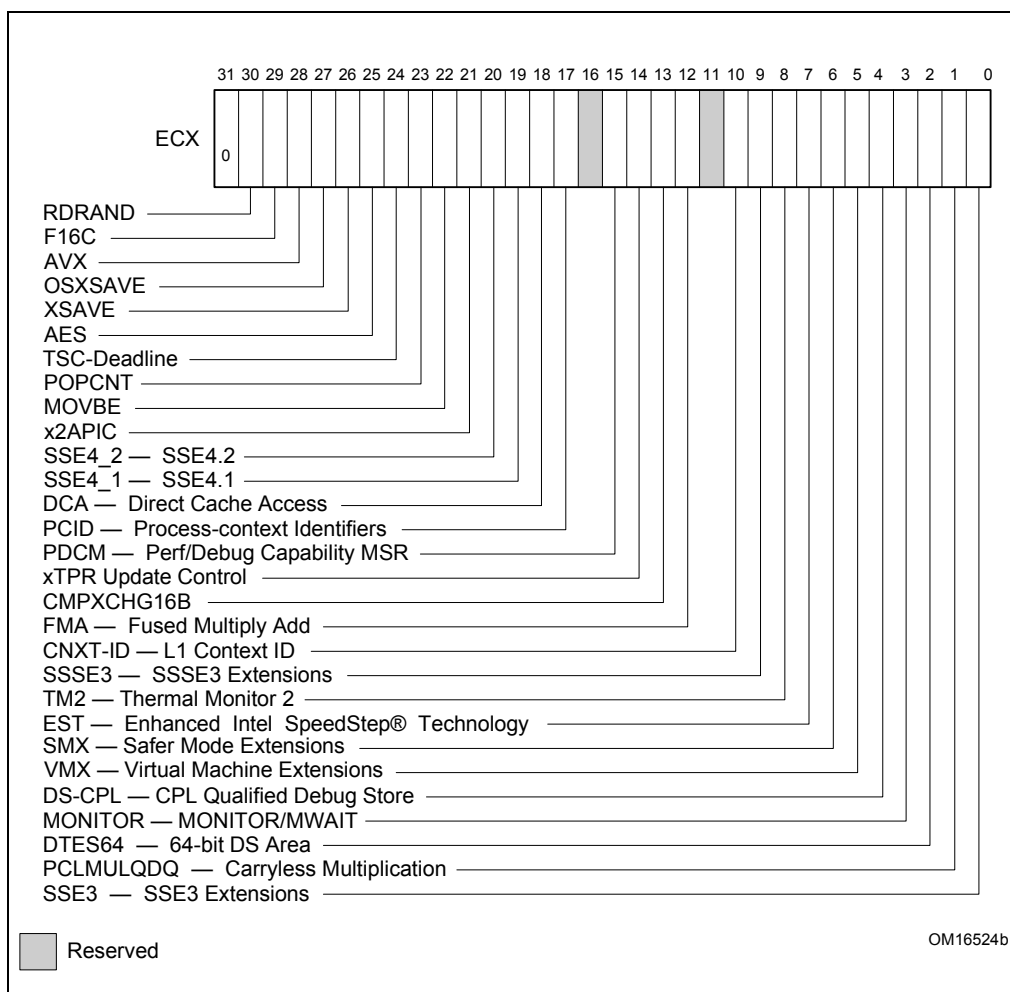 31 30 29 28 27 26 25 24 23 22 21 20 19 18 17 16 15 14 13 12 11 10 9 8 7 6 5 4 3 2 1 0
ECX
0
RDRAND
F16C
AVX
OSXSAVE
XSAVE
AES
TSC-Deadline
POPCNT
MOVBE
x2APIC
SSE4_2 — SSE4.2
SSE4_1 — SSE4.1
DCA — Direct Cache Access
PCID — Process-context Identifiers
PDCM — Perf/Debug Capability MSR
xTPR Update Control
CMPXCHG16B
FMA — Fused Multiply Add
CNXT-ID — L1 Context ID
SSSE3 — SSSE3 Extensions
TM2 — Thermal Monitor 2
EST — Enhanced Intel SpeedStep® Technology
SMX — Safer Mode Extensions
VMX — Virtual Machine Extensions
DS-CPL — CPL Qualified Debug Store
MONITOR — MONITOR/MWAIT
DTES64 — 64-bit DS Area
PCLMULQDQ — Carryless Multiplication
SSE3 — SSE3 Extensions
Reserved
OM16524b